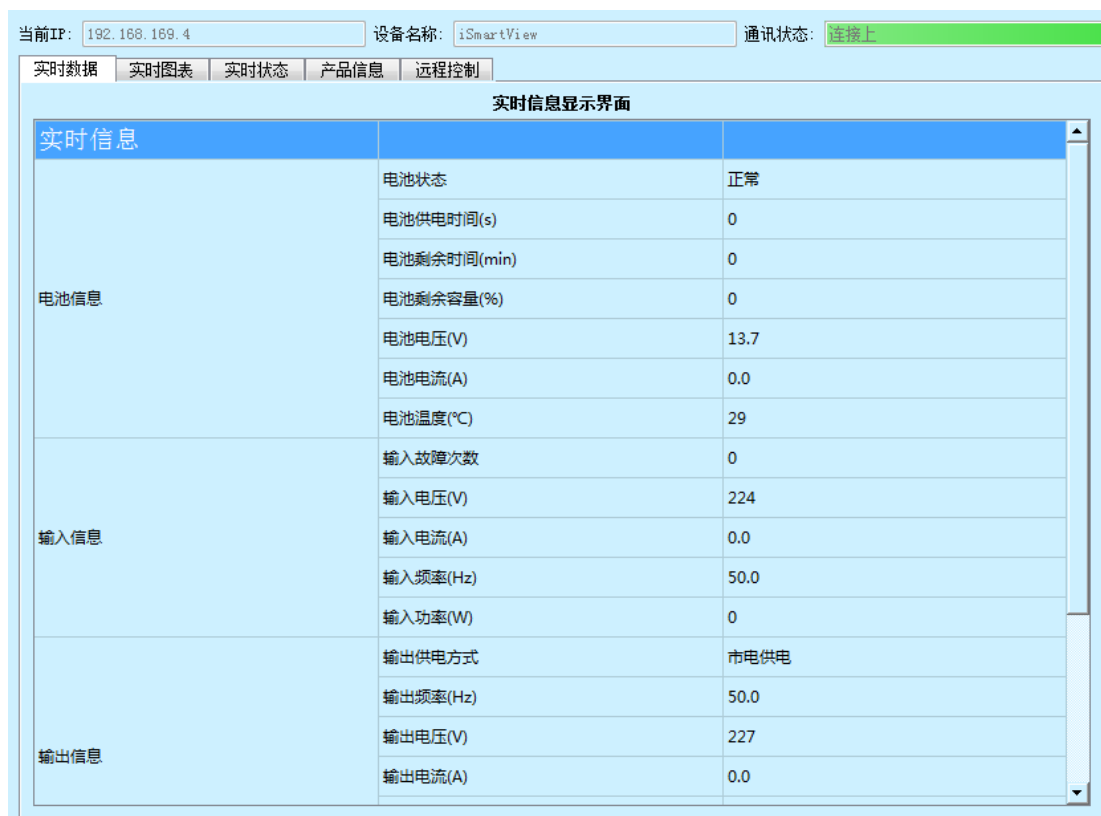 当前IP: 192.168.169.4 设备名称: iSmartView 通讯状态: 连接上
实时数据 实时图表 实时状态 产品信息 远程控制
实时信息显示界面
实时信息
电池信息
电池状态 正常
电池供电时间(s) 0
电池剩余时间(min) 0
电池剩余容量(%) 0
电池电压(V) 13.7
电池电流(A) 0.0
电池温度(℃) 29
输入信息
输入故障次数 0
输入电压(V) 224
输入电流(A) 0.0
输入频率(Hz) 50.0
输入功率(W) 0
输出信息
输出供电方式 市电供电
输出频率(Hz) 50.0
输出电压(V) 227
输出电流(A) 0.0